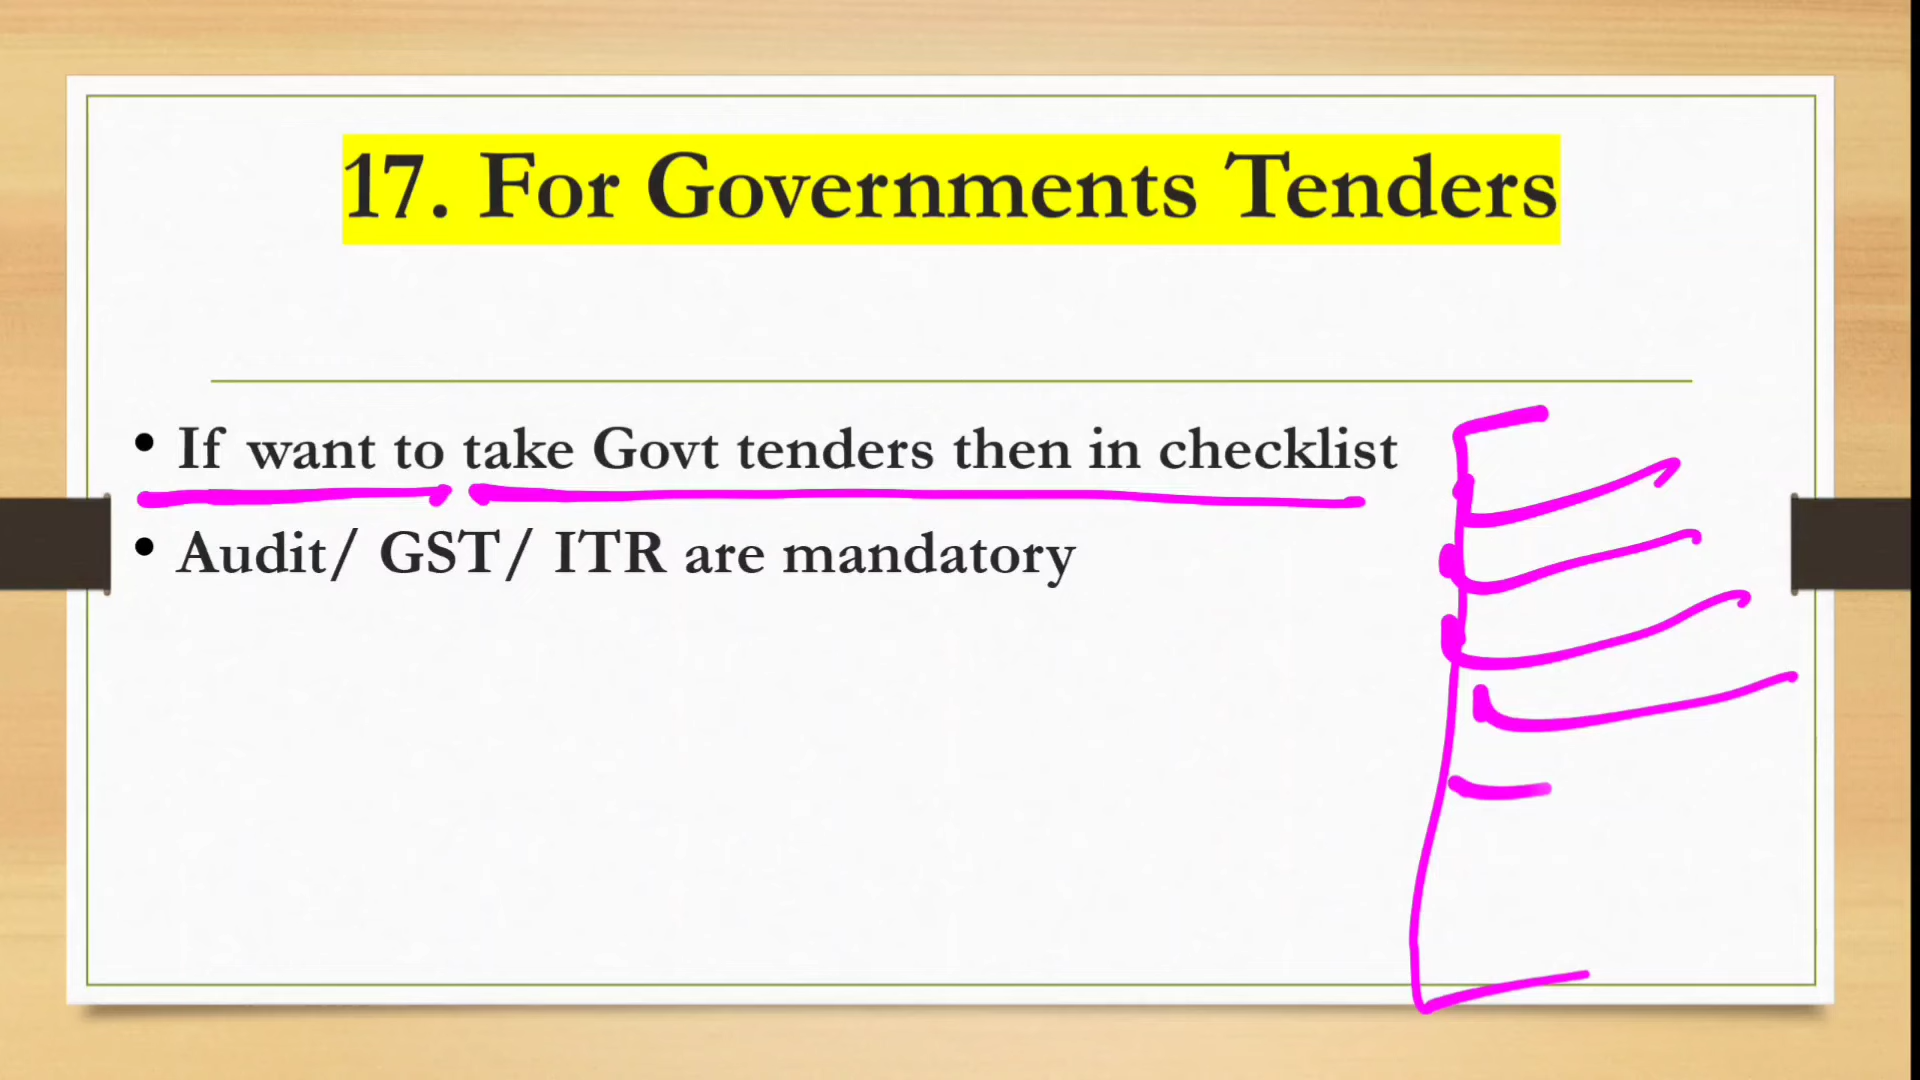 17. For Governments Tenders
• If want to take Govt tenders then in checklist
• Audit/ GST/ ITR are mandatory